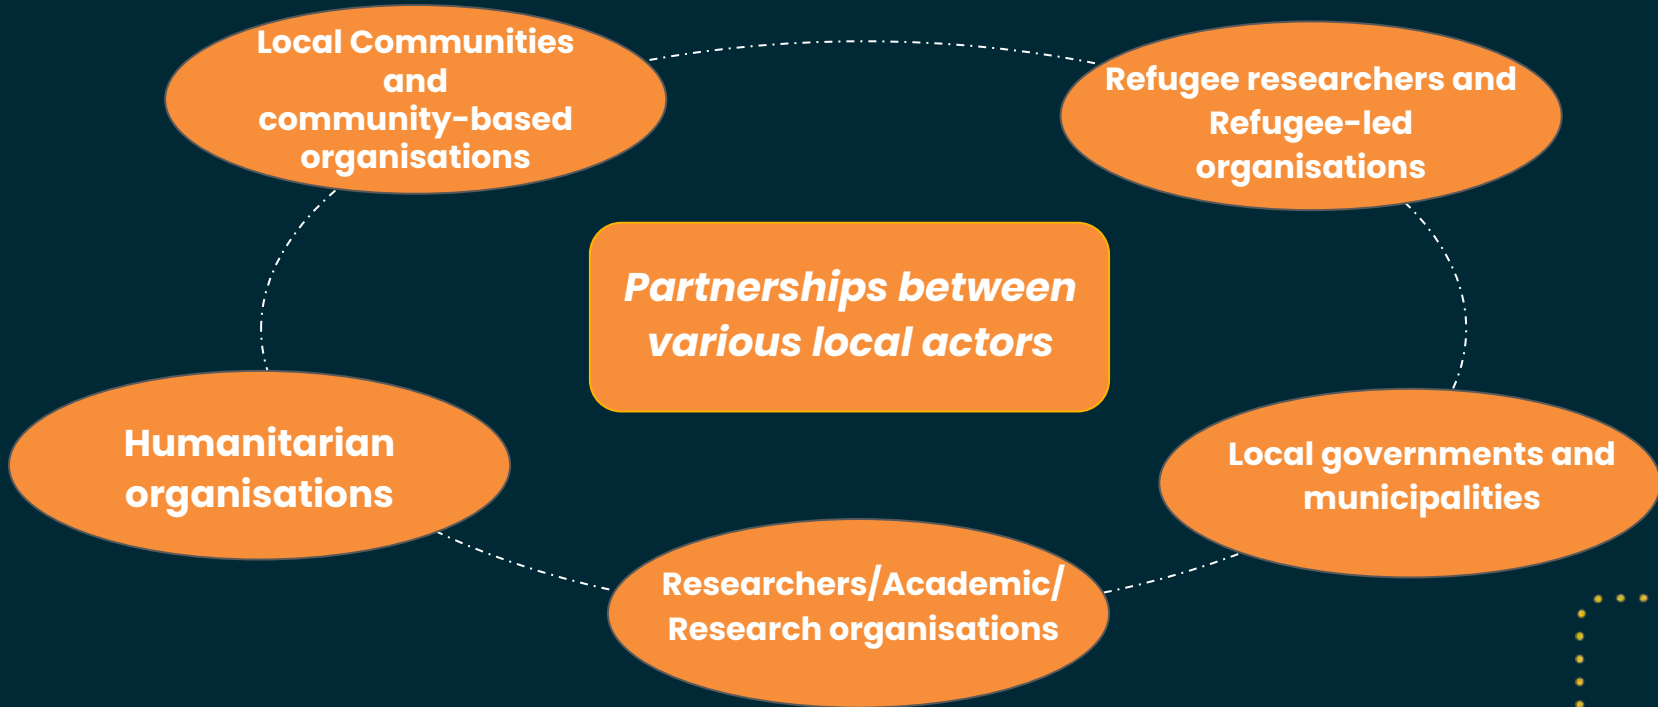 Local Communities
and
community-based
organisations
Refugee researchers and
Refugee-led
organisations
Partnerships between
various local actors
Humanitarian
organisations
Local governments and
municipalities
Researchers/Academic/
Research organisations